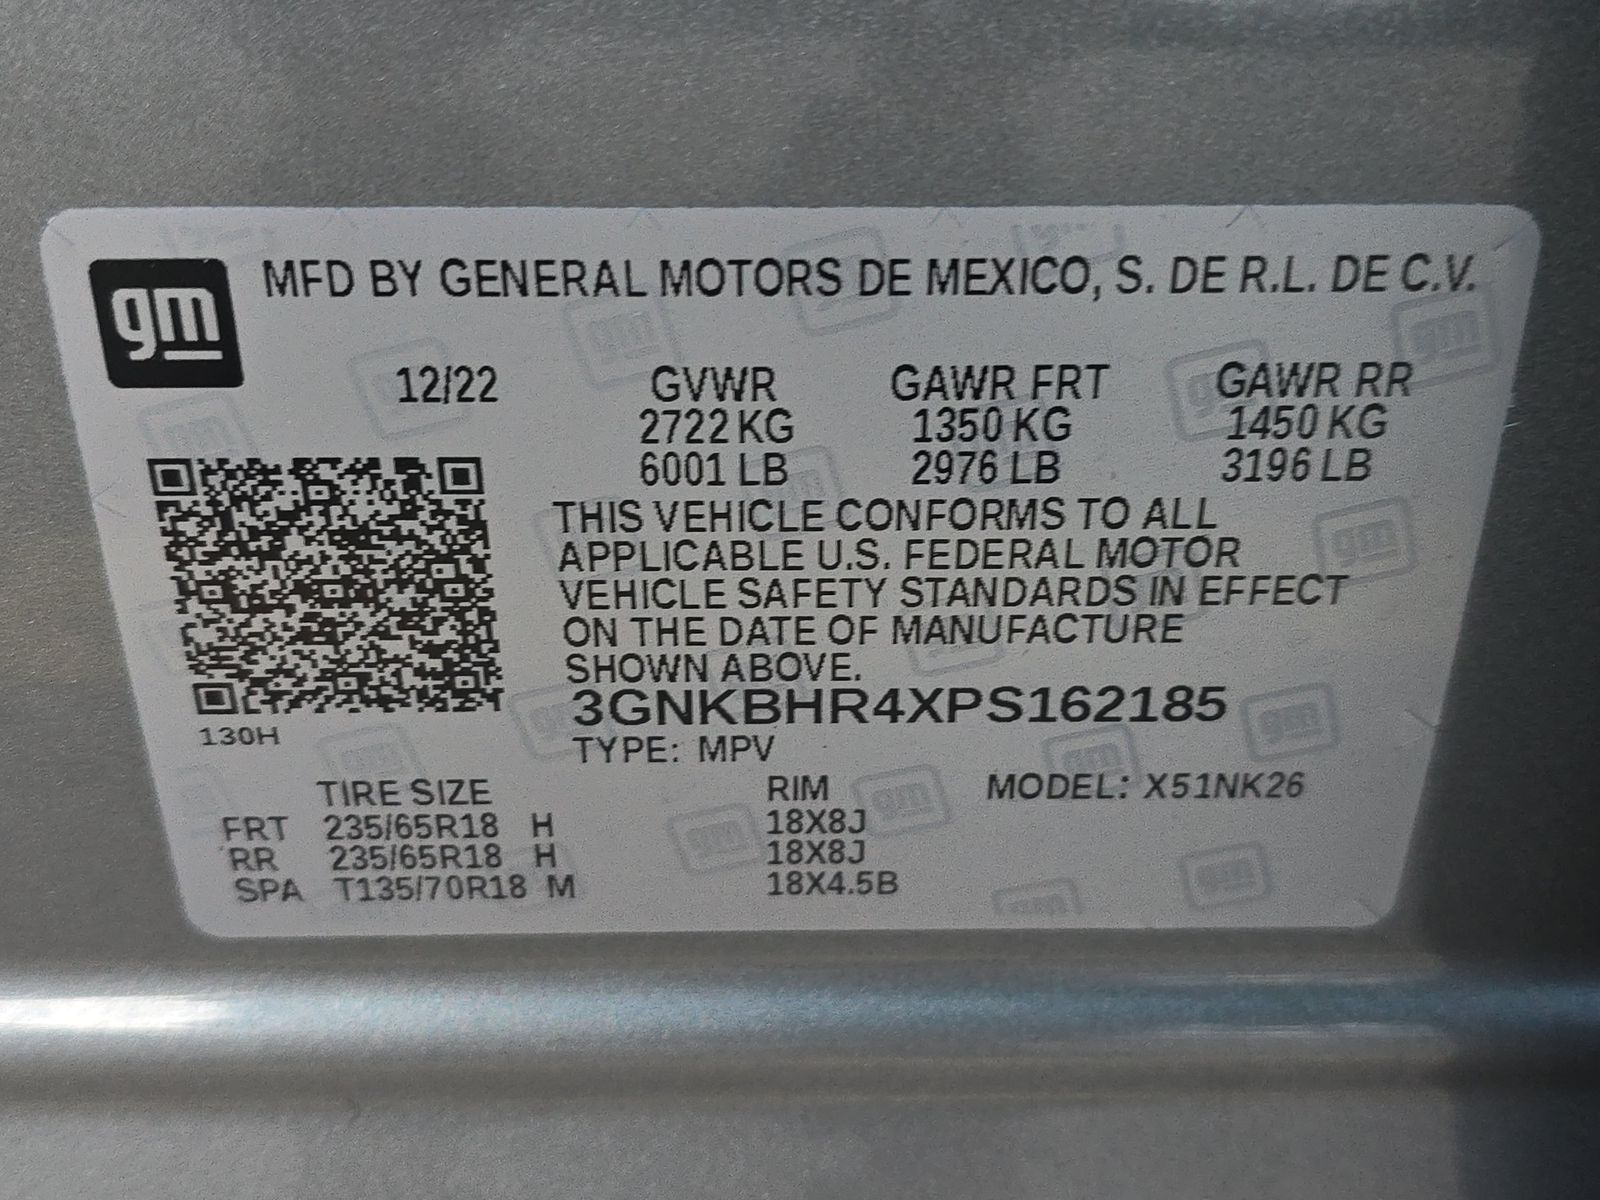 gm MFD BY GENERAL MOTORS DE MEXICO, S. DE R.L. DE C.V.
12/22 GVWR GAWR FRT GAWR RR
2722 KG 1350 KG 1450 KG
6001 LB 2976 LB 3196 LB
THIS VEHICLE CONFORMS TO ALL
APPLICABLE U.S. FEDERAL MOTOR
VEHICLE SAFETY STANDARDS IN EFFECT
ON THE DATE OF MANUFACTURE
SHOWN ABOVE.
3GNKBHR4XPS162185
130H
TYPE: MPV
TIRE SIZE RIM MODEL: X51NK26
FRT 235/65R18 H 18X8J
RR 235/65R18 H 18X8J
SPA T135/70R18 M 18X4.5B